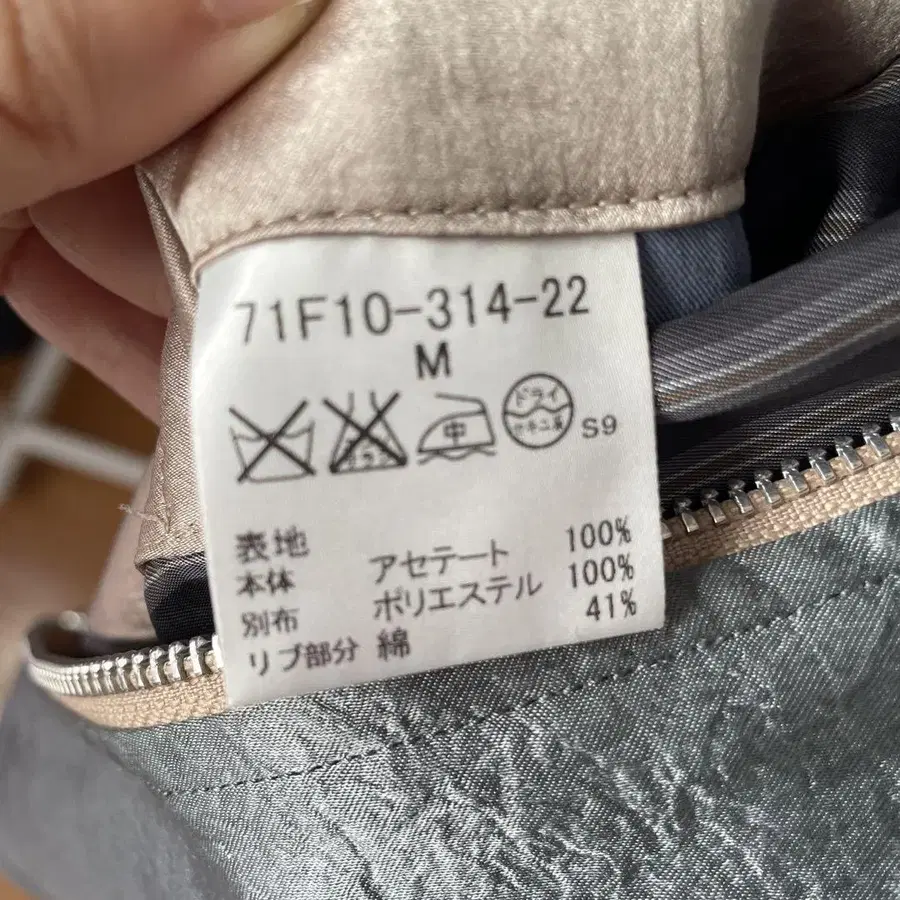 71F10-314-22
M
中 ドライ セキユ系 S9
表地
本体 アセテート 100%
別布 ポリエステル 100%
リブ部分 綿 41%